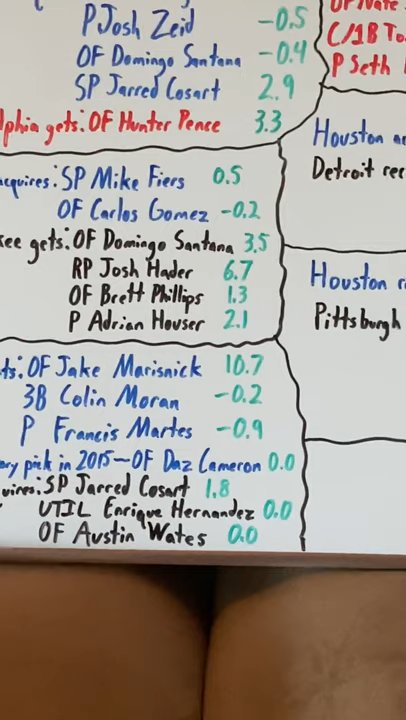 P Josh Zeid -0.5
OF Domingo Santana -0.4
SP Jarred Cosart 2.9
lphia gets: OF Hunter Pence 3.3
acquires: SP Mike Fiers 0.5
OF Carlos Gomez -0.2
kee gets: OF Domingo Santana 3.5
RP Josh Hader 6.7
OF Brett Phillips 1.3
P Adrian Houser 2.1
ts: OF Jake Marisnick 10.7
3B Colin Moran -0.2
P Francis Martes -0.9
ary pick in 2015-OF Daz Cameron 0.0
uires: SP Jarred Cosart 1.8
UTIL Enrique Hernandez 0.0
OF Austin Wates 0.0
OF Nate
C/1B To
P Seth
Houston ac
Detroit rec
Houston r
Pittsburgh